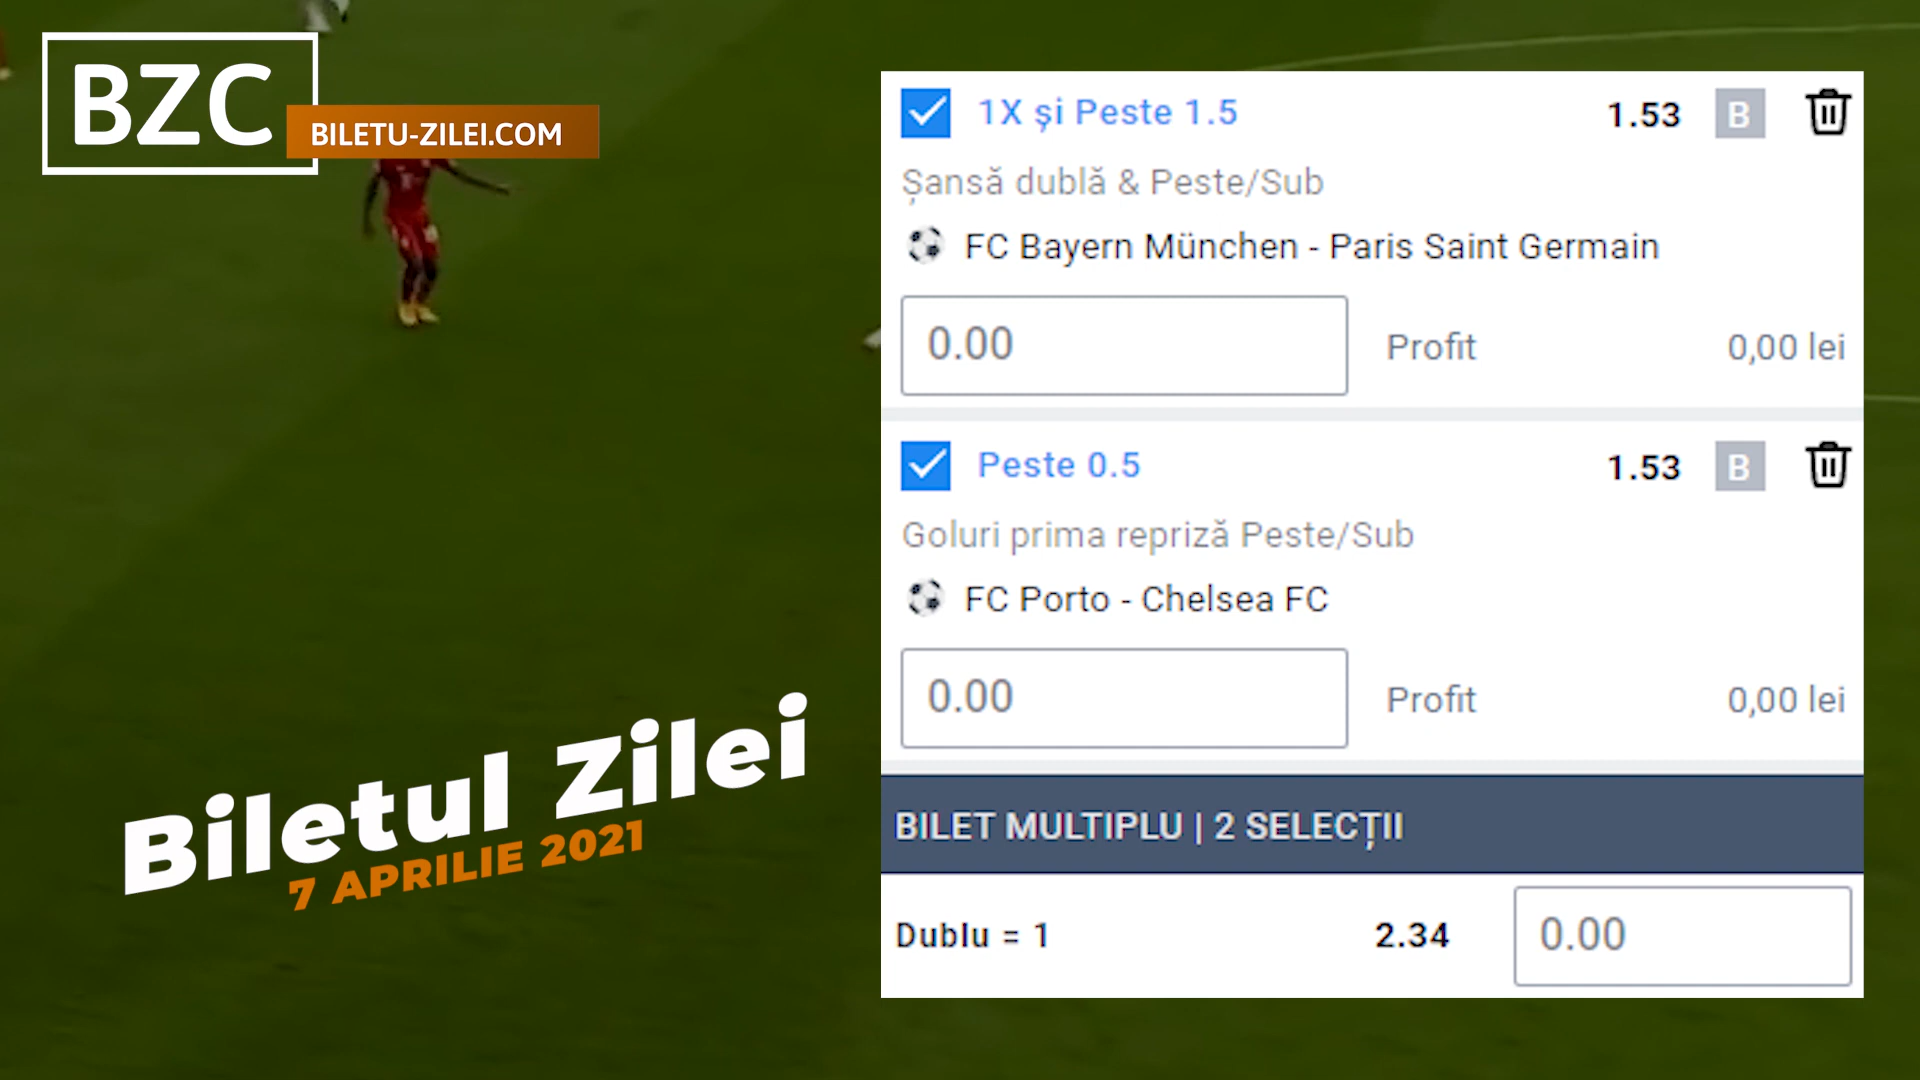 BZC
BILETU-ZILEI.COM
1X și Peste 1.5 1.53 B
Șansă dublă & Peste/Sub
FC Bayern München - Paris Saint Germain
0.00 Profit 0,00 lei
Peste 0.5 1.53 B
Goluri prima repriză Peste/Sub
FC Porto - Chelsea FC
0.00 Profit 0,00 lei
BILET MULTIPLU | 2 SELECȚII
Dublu = 1 2.34 0.00
Biletul Zilei
7 APRILIE 2021